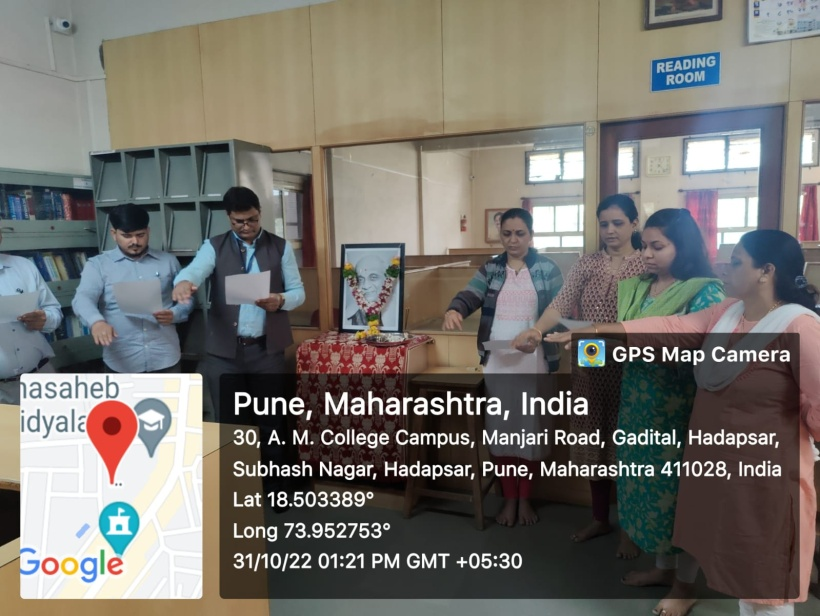 READING
ROOM
GPS Map Camera
nasaheb
idyala
Google
Pune, Maharashtra, India
30, A. M. College Campus, Manjari Road, Gadital, Hadapsar,
Subhash Nagar, Hadapsar, Pune, Maharashtra 411028, India
Lat 18.503389°
Long 73.952753°
31/10/22 01:21 PM GMT +05:30